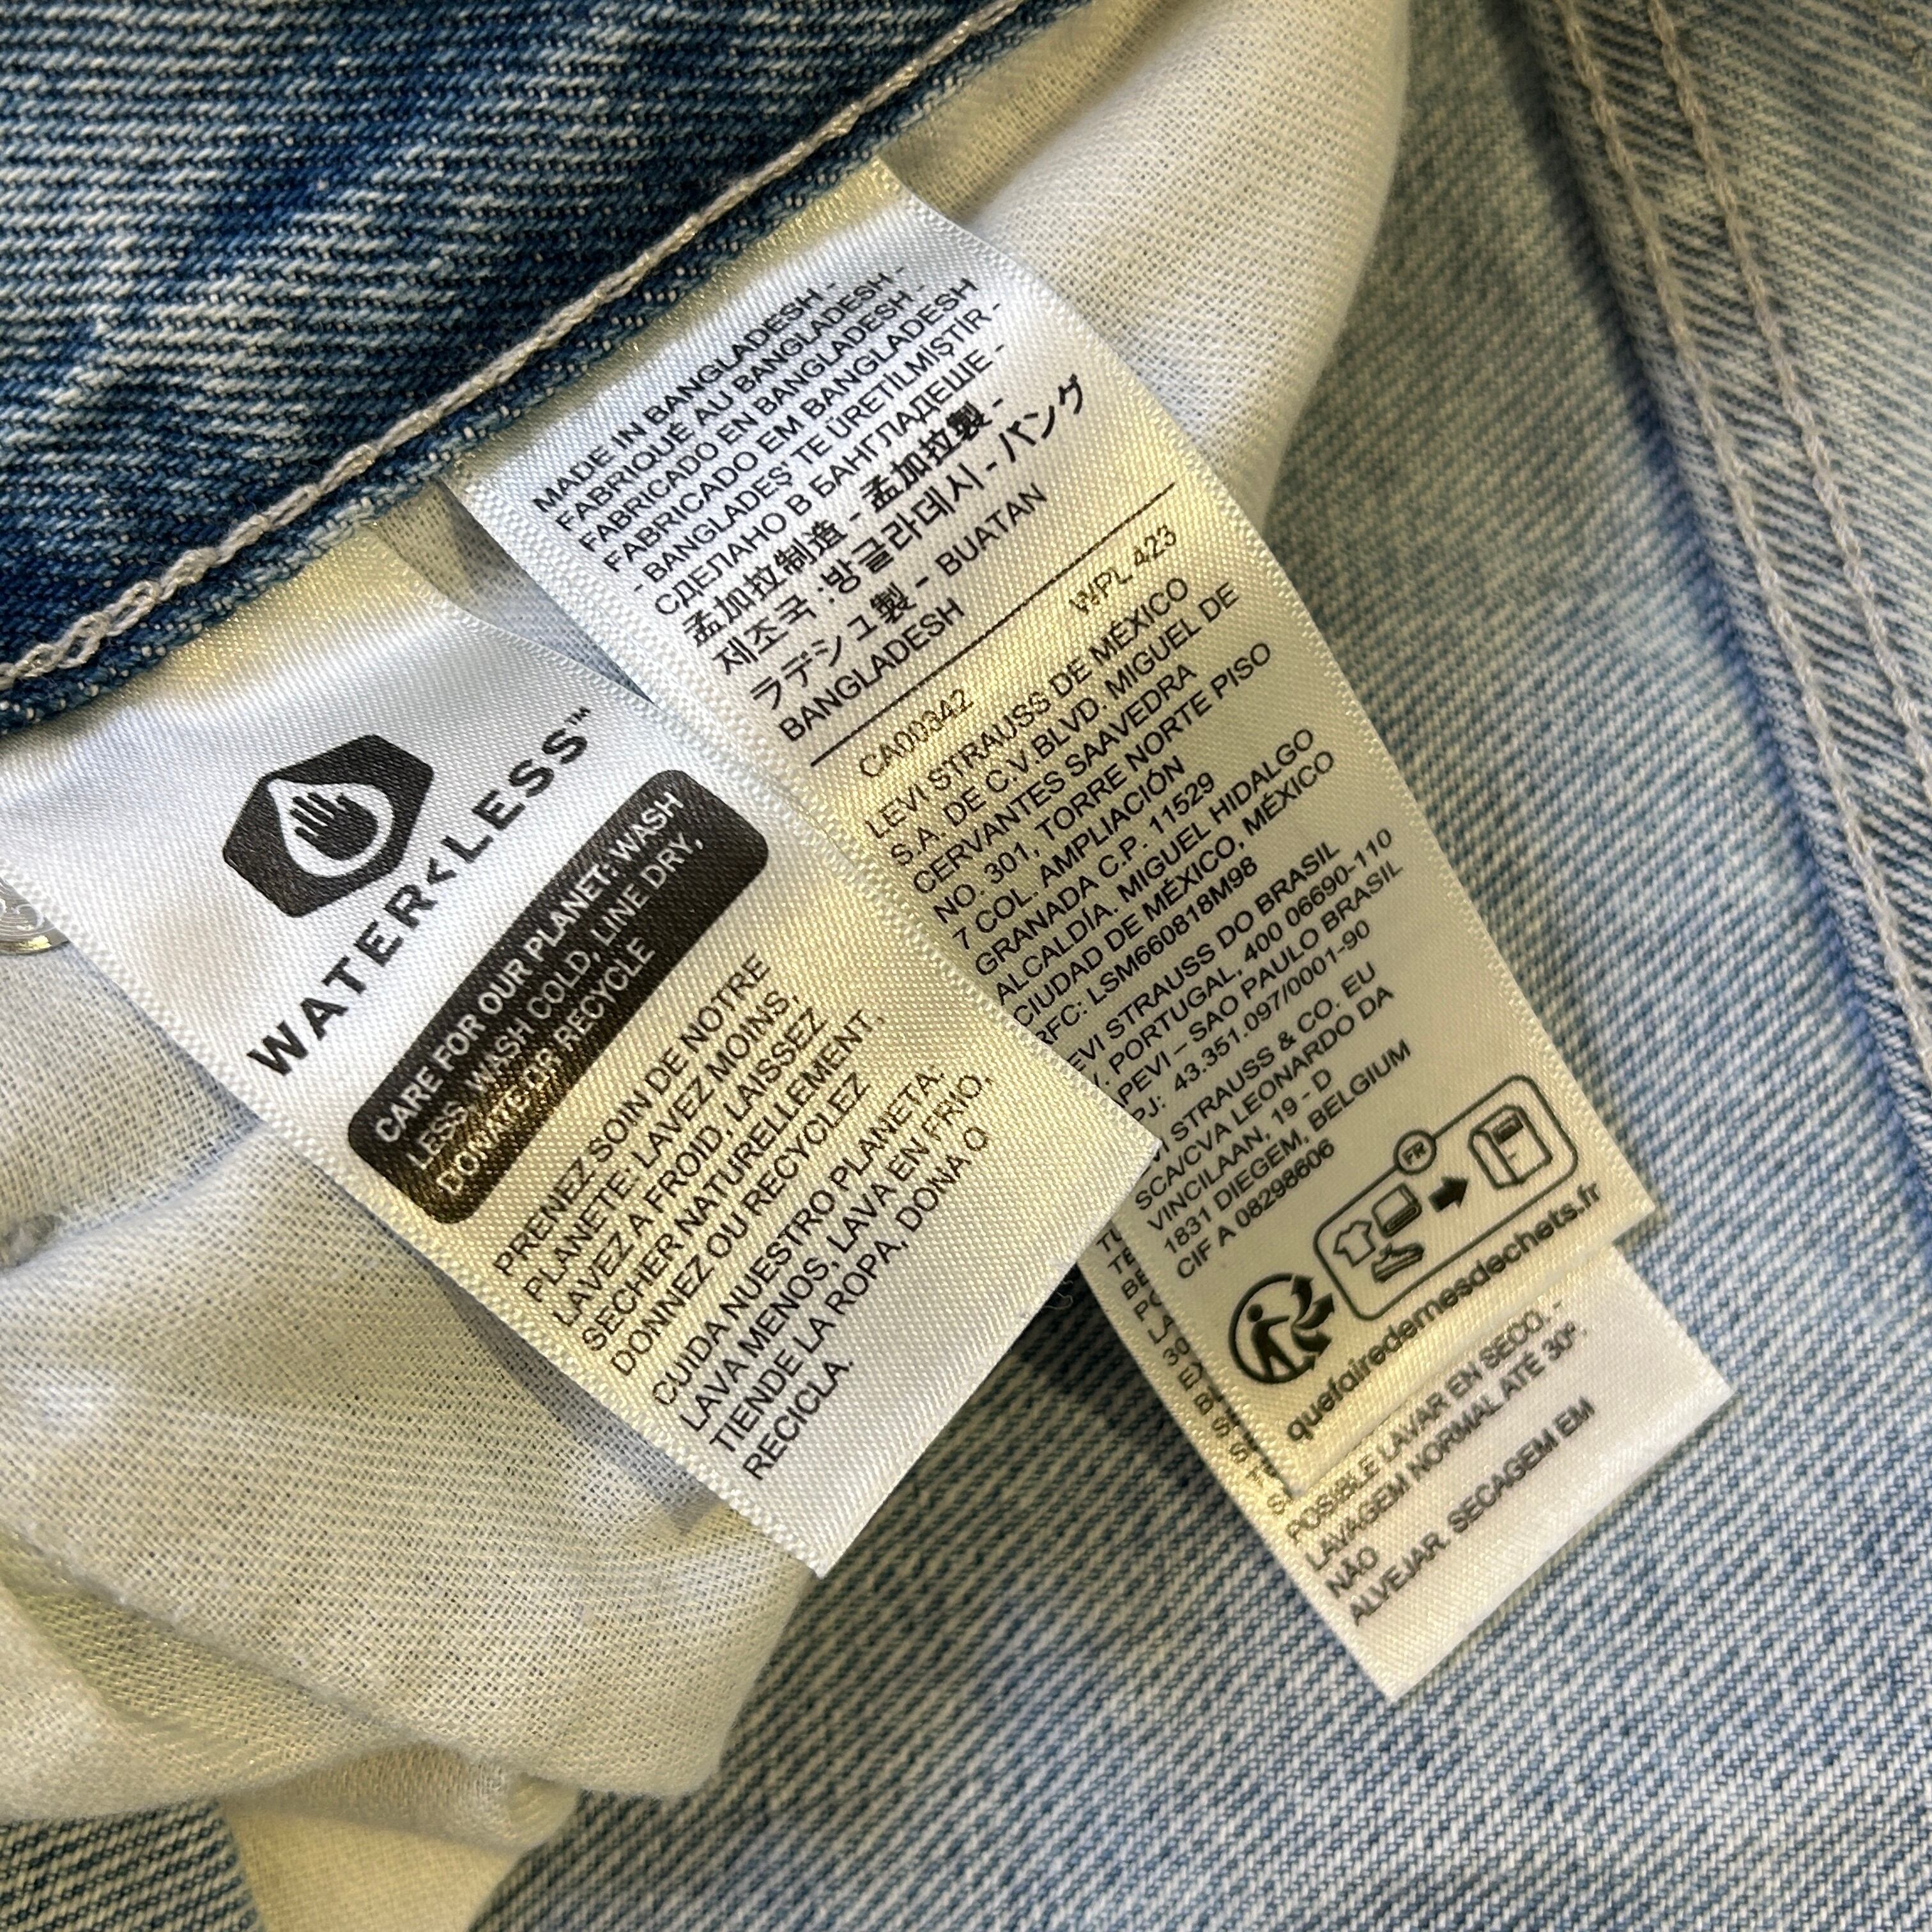 WATER<LESS™
CARE FOR OUR PLANET: WASH
LESS, WASH COLD, LINE DRY,
DONATE OR RECYCLE
PRENEZ SOIN DE NOTRE
PLANETE: LAVEZ MOINS,
LAVEZ A FROID, LAISSEZ
SECHER NATURELLEMENT,
DONNEZ OU RECYCLEZ
CUIDA NUESTRO PLANETA.
LAVA MENOS, LAVA EN FRIO,
TIENDE LA ROPA, DONA O
RECICLA.
MADE IN BANGLADESH -
FABRIQUÉ AU BANGLADESH -
FABRICADO EN BANGLADESH -
FABRICADO EM BANGLADESH
- BANGLADEŞ' TE ÜRETİLMİŞTİR -
СДЕЛАНО В БАНГЛАДЕШЕ -
孟加拉制造 - 孟加拉製 -
제조국 :방글라데시 - バング
ラデシュ製 - BUATAN
BANGLADESH
CA00342 WPL 423
LEVI STRAUSS DE MÉXICO
S.A. DE C.V.BLVD. MIGUEL DE
CERVANTES SAAVEDRA
NO. 301, TORRE NORTE PISO
7 COL. AMPLIACIÓN
GRANADA C.P. 11529
ALCALDÍA. MIGUEL HIDALGO
CIUDAD DE MÉXICO, MÉXICO
RFC: LSM660818M98
EVI STRAUSS DO BRASIL
. PORTUGAL, 400 06690-110
PEVI – SAO PAULO BRASIL
PJ: 43.351.097/0001-90
I STRAUSS & CO. EU
SCA/CVA LEONARDO DA
VINCILAAN, 19 - D
1831 DIEGEM, BELGIUM
CIF A 08298606
FR
quefairedemesdechets.fr
POSIBLE LAVAR EN SECO. -
LAVAGEM NORMAL ATÉ 30º.
NÃO
ALVEJAR. SECAGEM EM